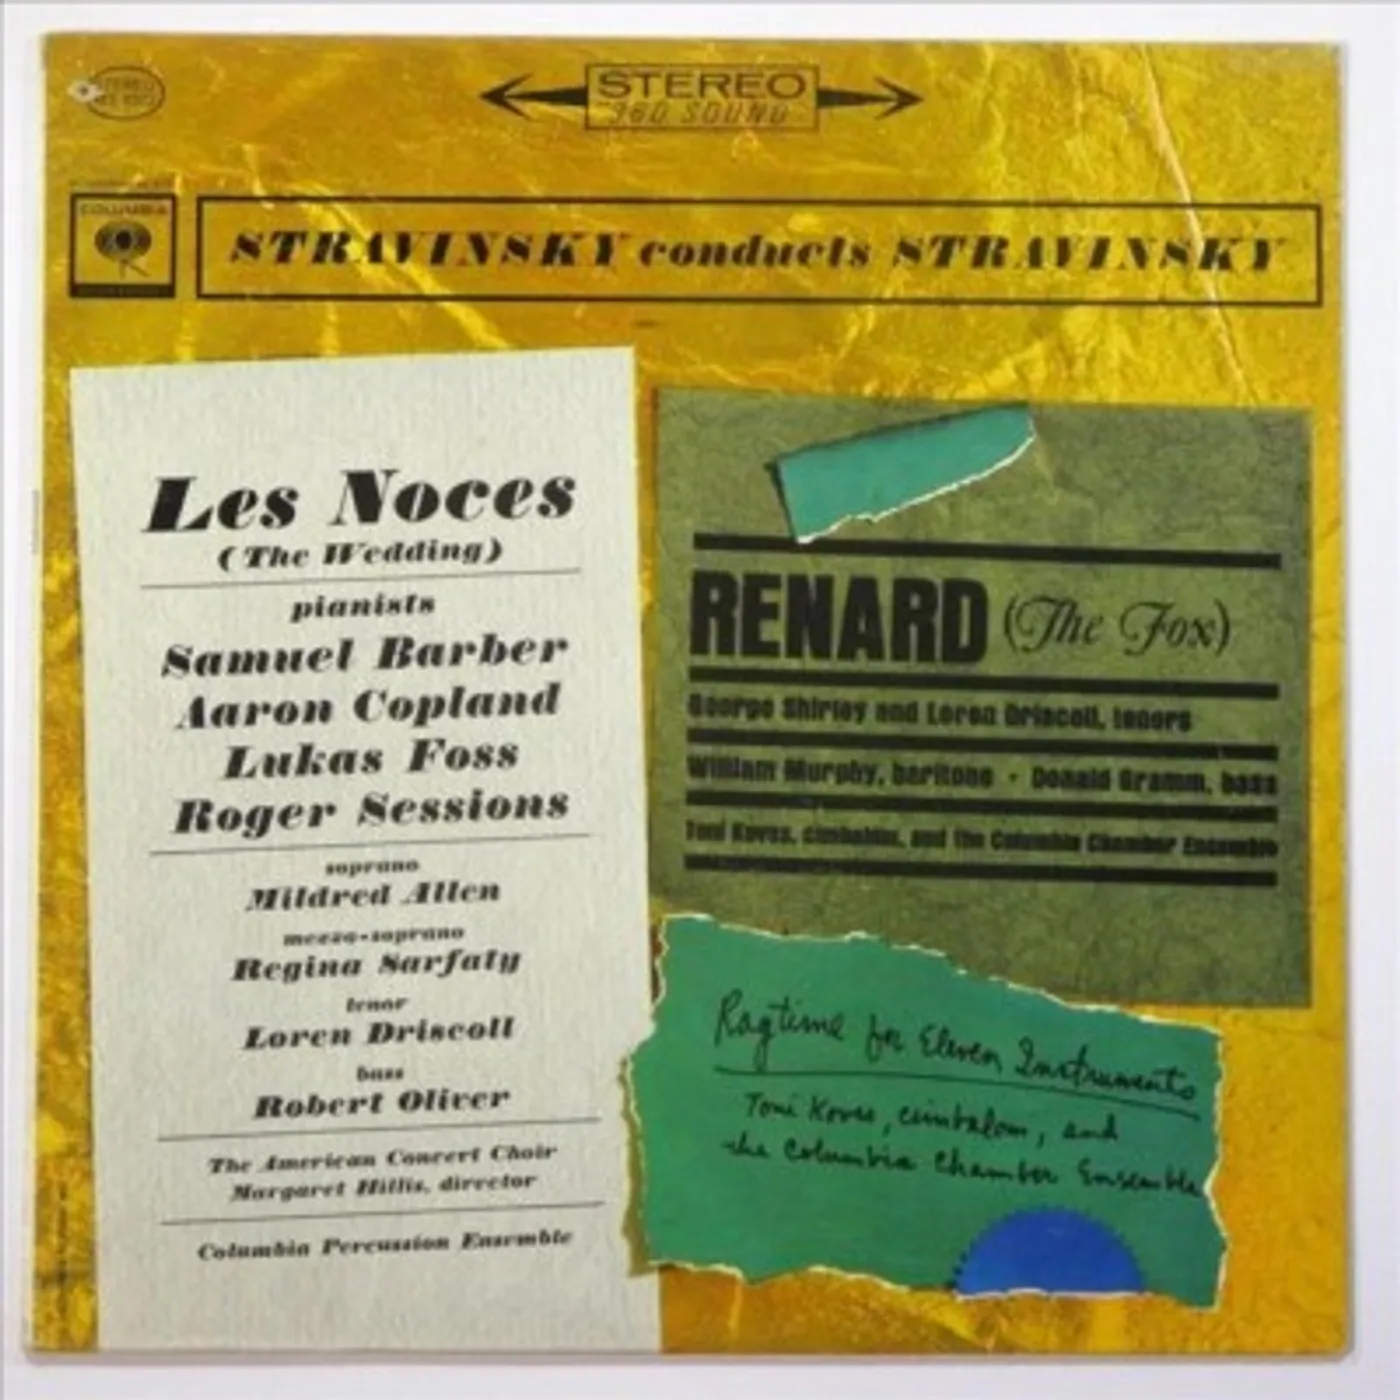 STEREO
STEREO
"360 SOUND"
COLUMBIA
STRAVINSKY conducts STRAVINSKY
Les Noces
(The Wedding)
pianists
Samuel Barber
Aaron Copland
Lukas Foss
Roger Sessions
soprano
Mildred Allen
mezzo-soprano
Regina Sarfaty
tenor
Loren Driscoll
bass
Robert Oliver
The American Concert Choir
Margaret Hillis, director
Columbia Percussion Ensemble
RENARD (The Fox)
George Shirley and Loren Driscoll, tenors
William Murphy, baritone • Donald Gramm, bass
Toni Koves, cimbalom, and the Columbia Chamber Ensemble
Ragtime for Eleven Instruments
Toni Koves, cimbalom, and
the Columbia Chamber Ensemble